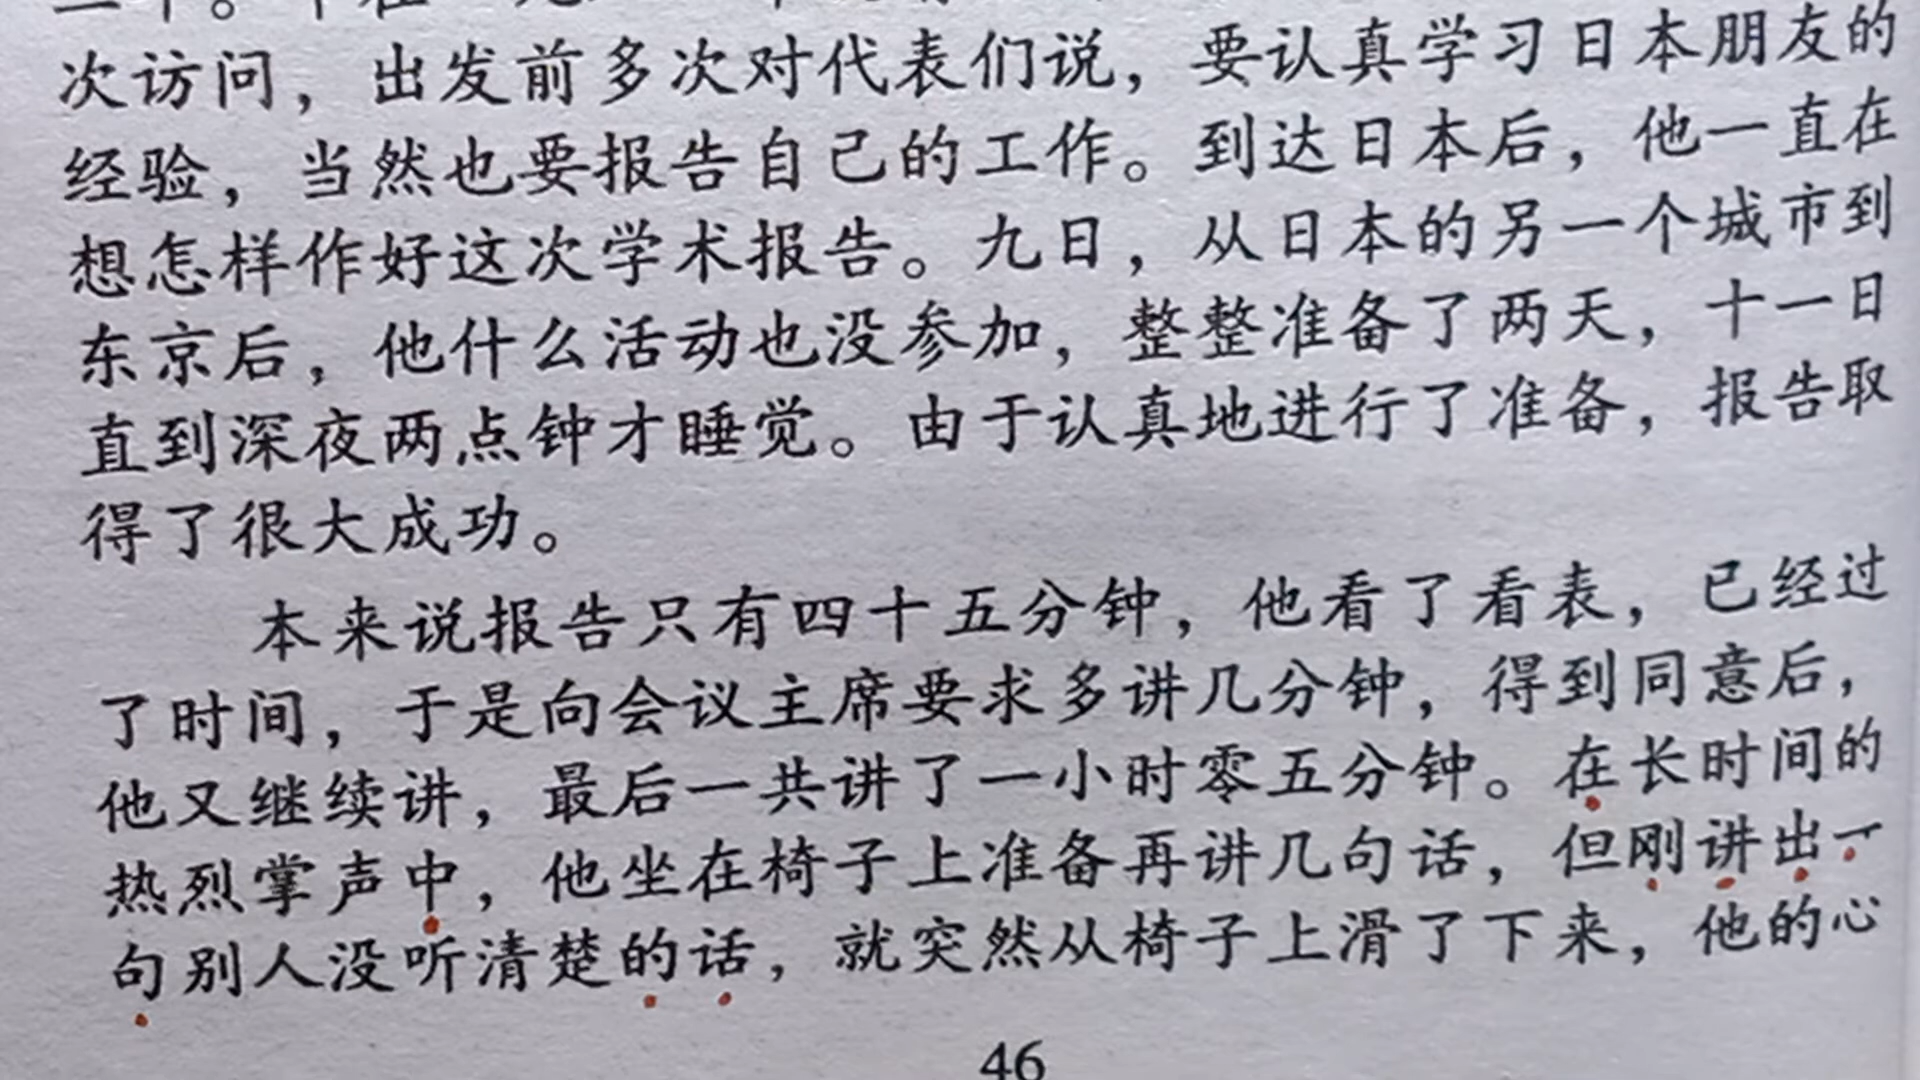 次访问，出发前多次对代表们说，要认真学习日本朋友的
经验，当然也要报告自己的工作。到达日本后，他一直在
想怎样作好这次学术报告。九日，从日本的另一个城市到
东京后，他什么活动也没参加，整整准备了两天，十一日
直到深夜两点钟才睡觉。由于认真地进行了准备，报告取
得了很大成功。
本来说报告只有四十五分钟，他看了看表，已经过
了时间，于是向会议主席要求多讲几分钟，得到同意后，
他又继续讲，最后一共讲了一小时零五分钟。在长时间的
热烈掌声中，他坐在椅子上准备再讲几句话，但刚讲出一
句别人没听清楚的话，就突然从椅子上滑了下来，他的心
46